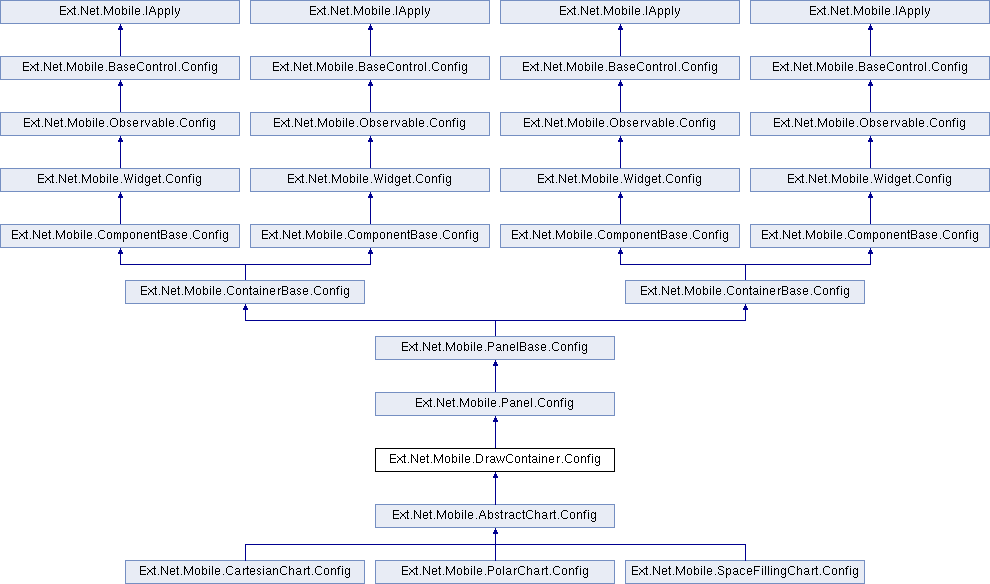 Ext.Net.Mobile.IApply
Ext.Net.Mobile.IApply
Ext.Net.Mobile.IApply
Ext.Net.Mobile.IApply
Ext.Net.Mobile.BaseControl.Config
Ext.Net.Mobile.BaseControl.Config
Ext.Net.Mobile.BaseControl.Config
Ext.Net.Mobile.BaseControl.Config
Ext.Net.Mobile.Observable.Config
Ext.Net.Mobile.Observable.Config
Ext.Net.Mobile.Observable.Config
Ext.Net.Mobile.Observable.Config
Ext.Net.Mobile.Widget.Config
Ext.Net.Mobile.Widget.Config
Ext.Net.Mobile.Widget.Config
Ext.Net.Mobile.Widget.Config
Ext.Net.Mobile.ComponentBase.Config
Ext.Net.Mobile.ComponentBase.Config
Ext.Net.Mobile.ComponentBase.Config
Ext.Net.Mobile.ComponentBase.Config
Ext.Net.Mobile.ContainerBase.Config
Ext.Net.Mobile.ContainerBase.Config
Ext.Net.Mobile.PanelBase.Config
Ext.Net.Mobile.Panel.Config
Ext.Net.Mobile.DrawContainer.Config
Ext.Net.Mobile.AbstractChart.Config
Ext.Net.Mobile.CartesianChart.Config
Ext.Net.Mobile.PolarChart.Config
Ext.Net.Mobile.SpaceFillingChart.Config